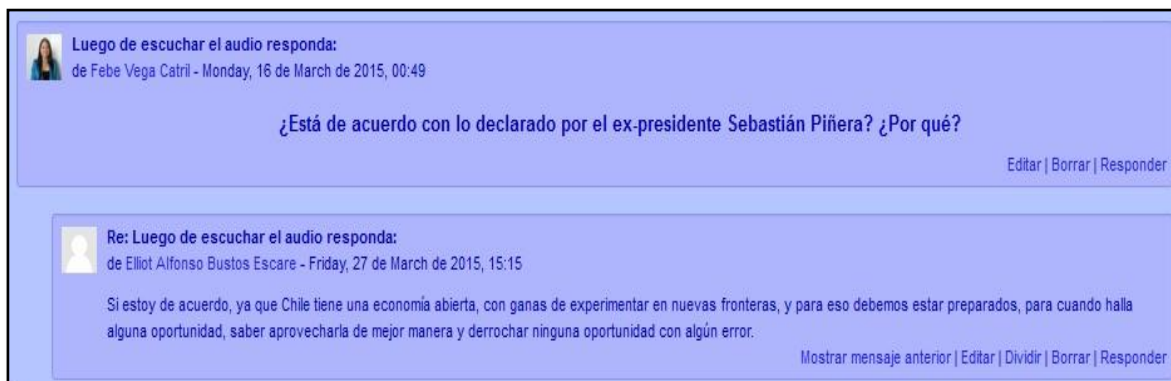 Luego de escuchar el audio responda:
de Febe Vega Catril - Monday, 16 de March de 2015, 00:49
¿Está de acuerdo con lo declarado por el ex-presidente Sebastián Piñera? ¿Por qué?
Editar | Borrar | Responder
Re: Luego de escuchar el audio responda:
de Elliot Alfonso Bustos Escare - Friday, 27 de March de 2015, 15:15
Si estoy de acuerdo, ya que Chile tiene una economía abierta, con ganas de experimentar en nuevas fronteras, y para eso debemos estar preparados, para cuando halla
alguna oportunidad, saber aprovecharla de mejor manera y derrochar ninguna oportunidad con algún error.
Mostrar mensaje anterior | Editar | Dividir | Borrar | Responder